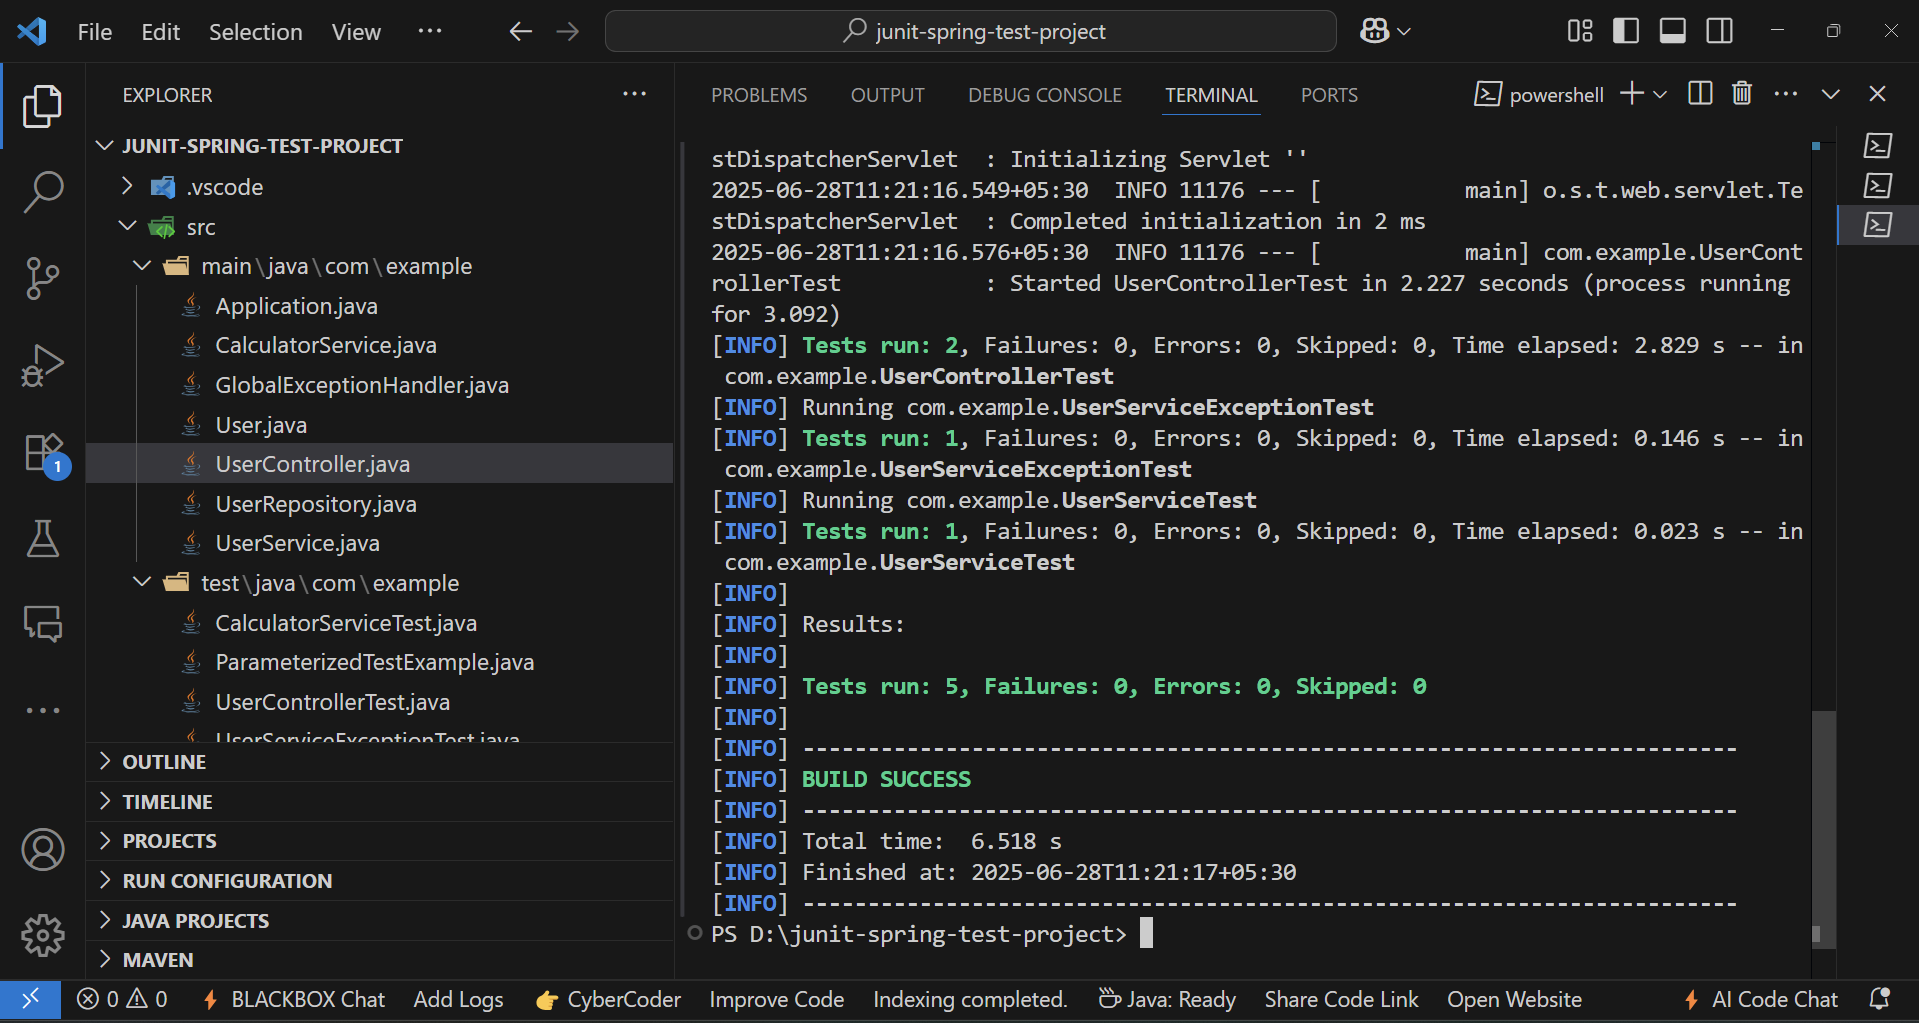 File Edit Selection View ···
junit-spring-test-project
EXPLORER
JUNIT-SPRING-TEST-PROJECT
.vscode
src
main\java\com\example
Application.java
CalculatorService.java
GlobalExceptionHandler.java
User.java
UserController.java
UserRepository.java
UserService.java
test\java\com\example
CalculatorServiceTest.java
ParameterizedTestExample.java
UserControllerTest.java
UserServiceExceptionTest.java
OUTLINE
TIMELINE
PROJECTS
RUN CONFIGURATION
JAVA PROJECTS
MAVEN
1
PROBLEMS OUTPUT DEBUG CONSOLE TERMINAL PORTS
powershell
stDispatcherServlet  : Initializing Servlet ''
2025-06-28T11:21:16.549+05:30  INFO 11176 --- [           main] o.s.t.web.servlet.Te
stDispatcherServlet  : Completed initialization in 2 ms
2025-06-28T11:21:16.576+05:30  INFO 11176 --- [           main] com.example.UserCont
rollerTest           : Started UserControllerTest in 2.227 seconds (process running
for 3.092)
[INFO] Tests run: 2, Failures: 0, Errors: 0, Skipped: 0, Time elapsed: 2.829 s -- in
com.example.UserControllerTest
[INFO] Running com.example.UserServiceExceptionTest
[INFO] Tests run: 1, Failures: 0, Errors: 0, Skipped: 0, Time elapsed: 0.146 s -- in
com.example.UserServiceExceptionTest
[INFO] Running com.example.UserServiceTest
[INFO] Tests run: 1, Failures: 0, Errors: 0, Skipped: 0, Time elapsed: 0.023 s -- in
com.example.UserServiceTest
[INFO]
[INFO] Results:
[INFO]
[INFO] Tests run: 5, Failures: 0, Errors: 0, Skipped: 0
[INFO]
[INFO] ------------------------------------------------------------------------
[INFO] BUILD SUCCESS
[INFO] ------------------------------------------------------------------------
[INFO] Total time:  6.518 s
[INFO] Finished at: 2025-06-28T11:21:17+05:30
[INFO] ------------------------------------------------------------------------
PS D:\junit-spring-test-project>
0 0 BLACKBOX Chat Add Logs CyberCoder Improve Code Indexing completed. Java: Ready Share Code Link Open Website AI Code Chat